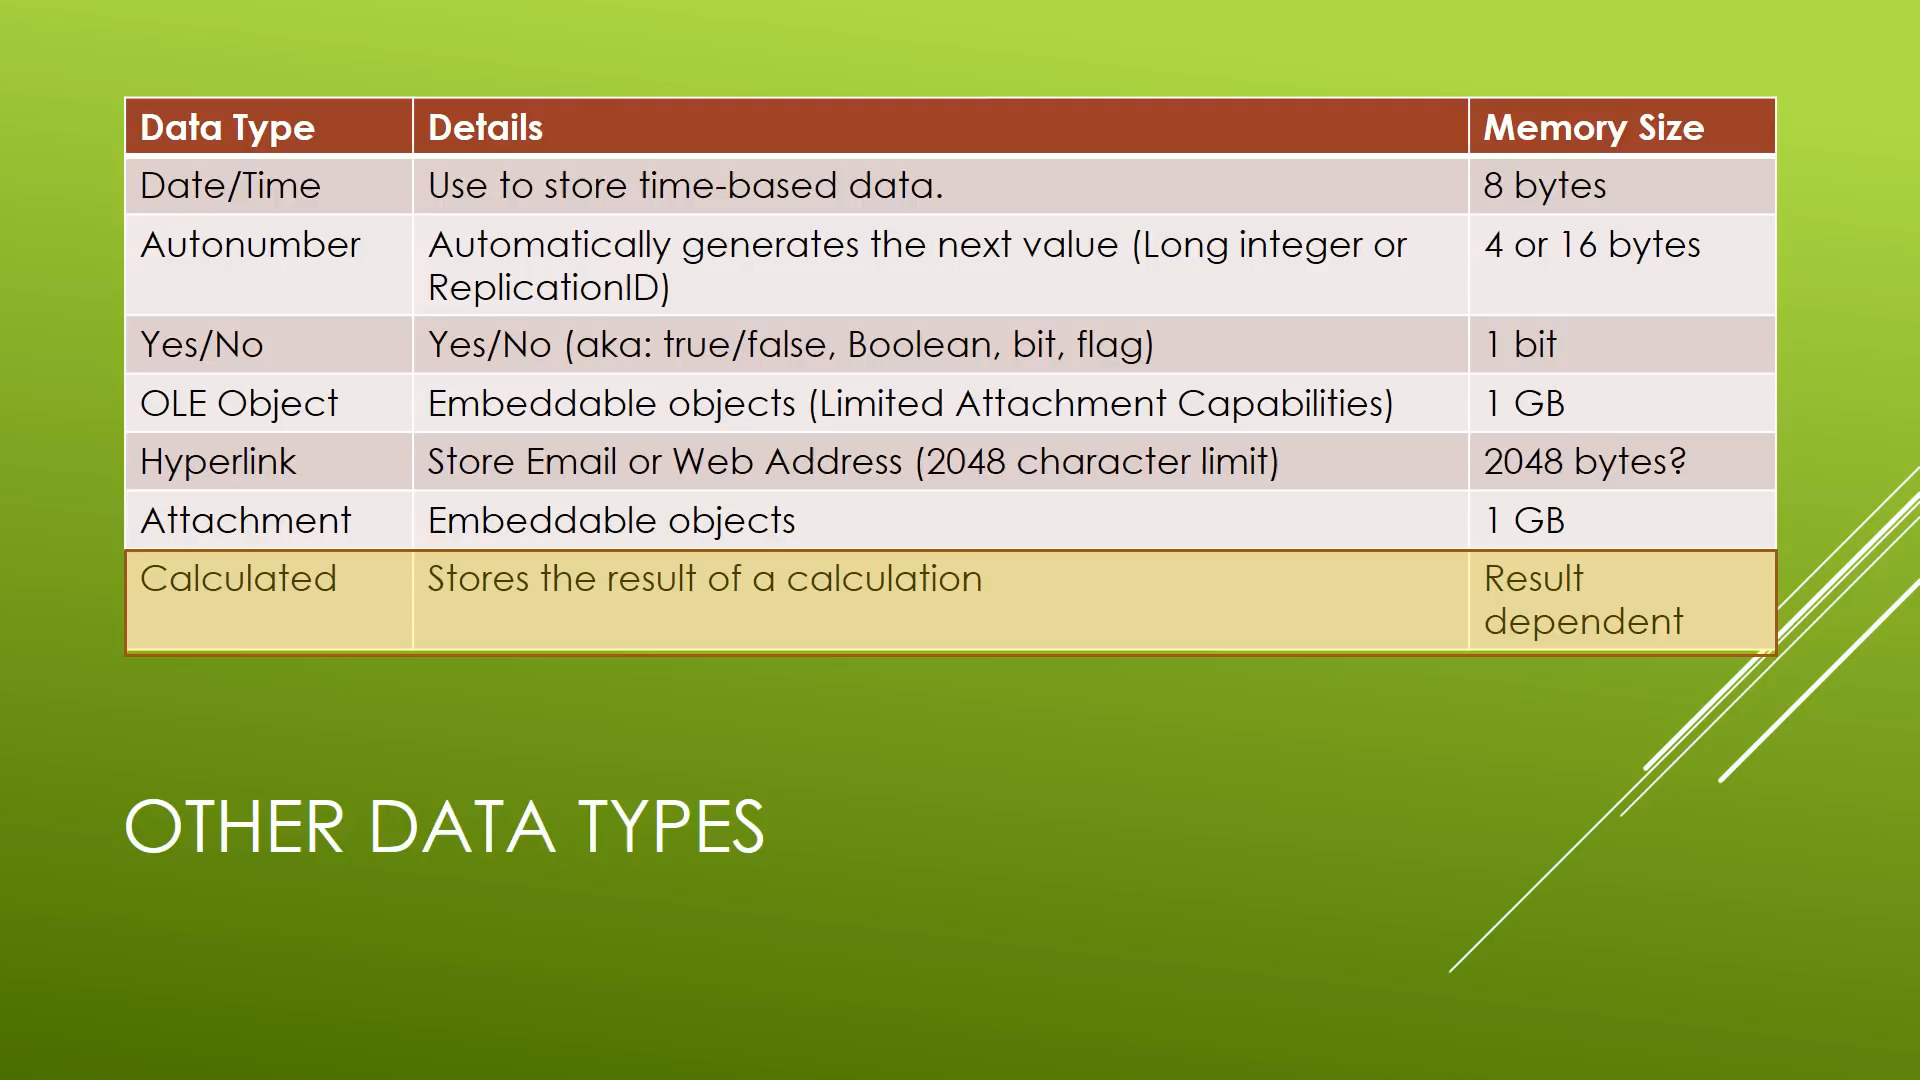 Data Type Details Memory Size
Date/Time Use to store time-based data. 8 bytes
Autonumber Automatically generates the next value (Long integer or 4 or 16 bytes
ReplicationID)
Yes/No Yes/No (aka: true/false, Boolean, bit, flag) 1 bit
OLE Object Embeddable objects (Limited Attachment Capabilities) 1 GB
Hyperlink Store Email or Web Address (2048 character limit) 2048 bytes?
Attachment Embeddable objects 1 GB
Calculated Stores the result of a calculation Result
dependent
OTHER DATA TYPES